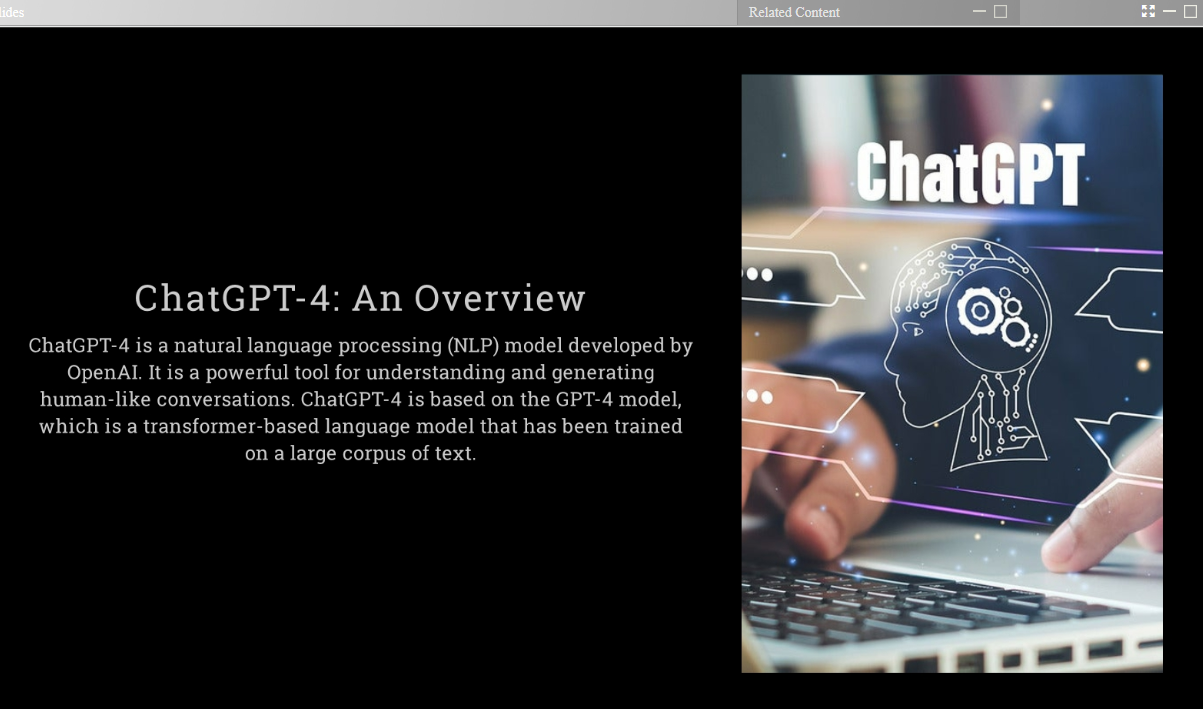 lides
Related Content
ChatGPT
ChatGPT-4: An Overview
ChatGPT-4 is a natural language processing (NLP) model developed by
OpenAI. It is a powerful tool for understanding and generating
human-like conversations. ChatGPT-4 is based on the GPT-4 model,
which is a transformer-based language model that has been trained
on a large corpus of text.